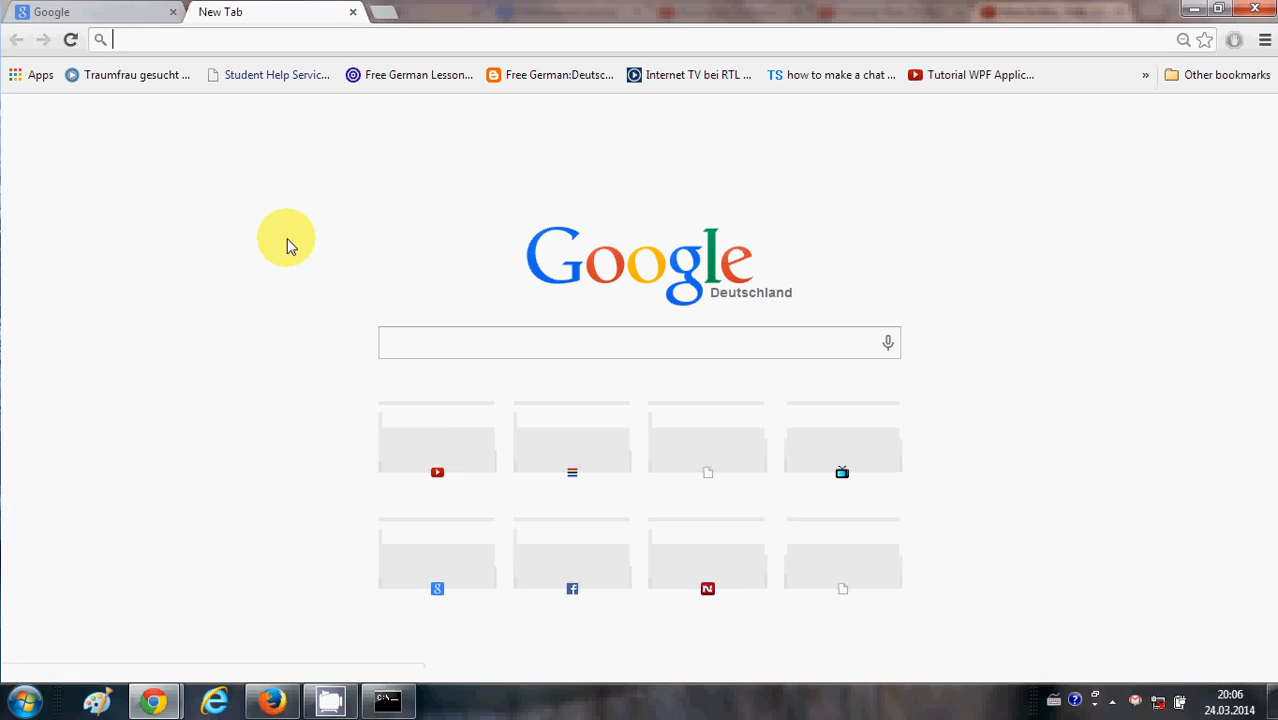 Google
New Tab
Apps
Traumfrau gesucht ...
Student Help Servic...
Free German Lesson...
Free German:Deutsc...
Internet TV bei RTL ...
TS how to make a chat ...
Tutorial WPF Applic...
»
Other bookmarks
Google
Deutschland
20:06
24.03.2014